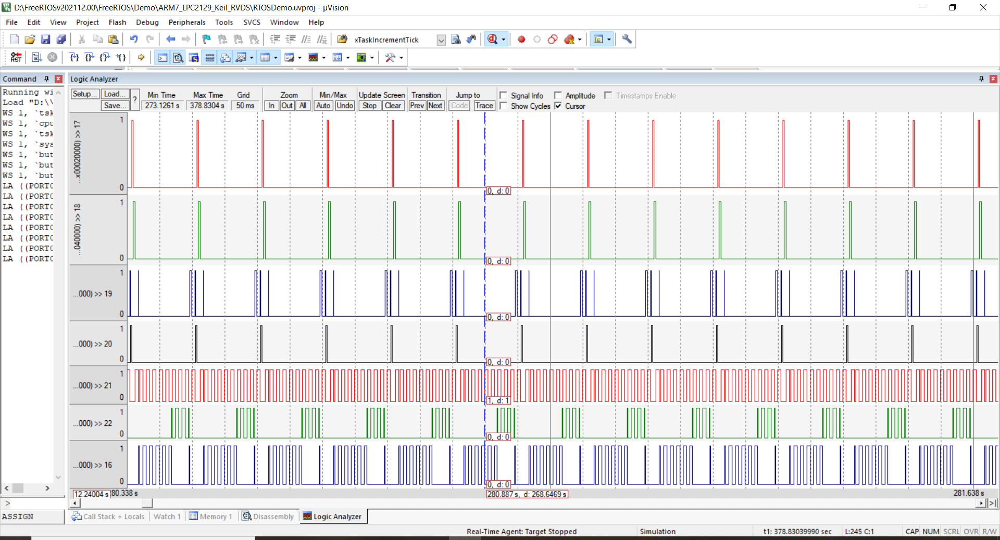 D:\FreeRTOSv202112.00\FreeRTOS\Demo\ARM7_LPC2129_Keil_RVDS\RTOSDemo.uvproj - µVision
File Edit View Project Flash Debug Peripherals Tools SVCS Window Help
xTaskIncrementTick
RST
Command
Logic Analyzer
Running wi
Load "D:\\
WS 1, `tsk
WS 1, `cpu
WS 1, `tsk
WS 1, `sys
WS 1, `but
WS 1, `but
WS 1, `but
LA ((PORT0
LA ((PORT0
LA ((PORT0
LA ((PORT0
LA ((PORT0
LA ((PORT0
LA ((PORT0
LA ((PORT0
>
ASSIGN
Setup... Load... ? Min Time Max Time Grid Zoom Min/Max Update Screen Transition Jump to Signal Info Amplitude Timestamps Enable
Save... 273.1261 s 378.8304 s 50 ms In Out All Auto Undo Stop Clear Prev Next Code Trace Show Cycles Cursor
...x00020000) >> 17
1
0
0, d: 0
...040000) >> 18
1
0
0, d: 0
...000) >> 19
1
0
0, d: 0
...000) >> 20
1
0
0, d: 0
...000) >> 21
1
0
1, d: 1
...000) >> 22
1
0
0, d: 0
...000) >> 16
1
0
0, d: 0
12.24004 s 80.338 s 280.887 s, d: 268.6469 s 281.638 s
Call Stack + Locals Watch 1 Memory 1 Disassembly Logic Analyzer
Real-Time Agent: Target Stopped Simulation t1: 378.83039990 sec L:245 C:1 CAP NUM SCRL OVR R/W